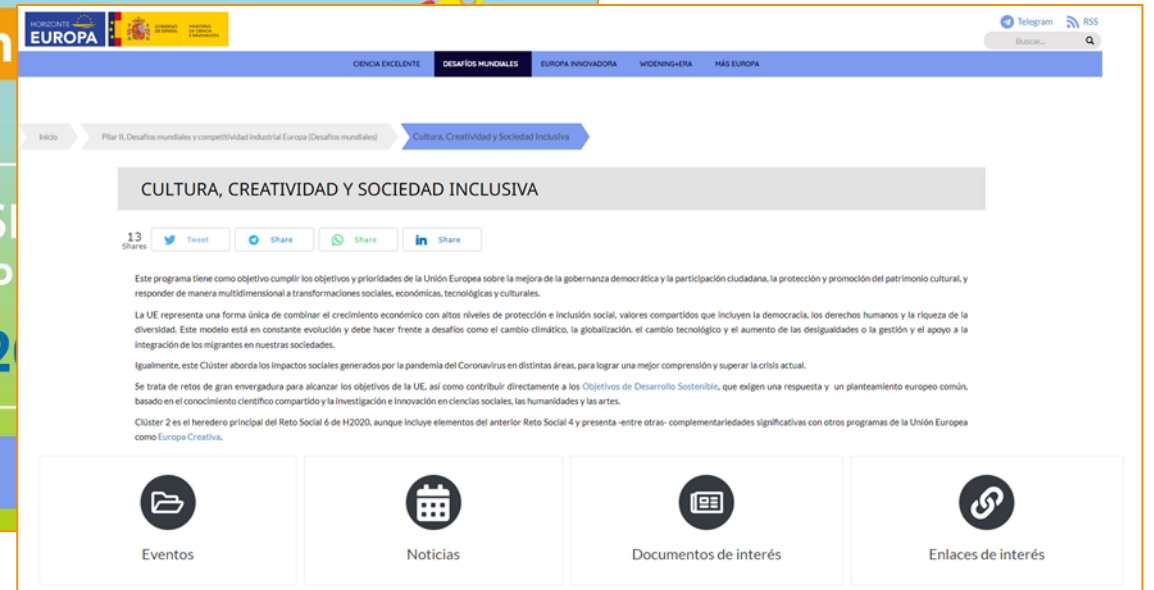 HORIZONTE
EUROPA
GOBIERNO
DE ESPAÑA
MINISTERIO
DE CIENCIA
E INNOVACIÓN
Telegram
RSS
Buscar...
CIENCIA EXCELENTE
DESAFÍOS MUNDIALES
EUROPA INNOVADORA
WIDENING+ERA
MÁS EUROPA
Inicio
Pilar II. Desafíos mundiales y competitividad industrial Europa (Desafíos mundiales)
Cultura, Creatividad y Sociedad Inclusiva
CULTURA, CREATIVIDAD Y SOCIEDAD INCLUSIVA
13
Shares
Tweet
Share
Share
Share
Este programa tiene como objetivo cumplir los objetivos y prioridades de la Unión Europea sobre la mejora de la gobernanza democrática y la participación ciudadana, la protección y promoción del patrimonio cultural, y
responder de manera multidimensional a transformaciones sociales, económicas, tecnológicas y culturales.
La UE representa una forma única de combinar el crecimiento económico con altos niveles de protección e inclusión social, valores compartidos que incluyen la democracia, los derechos humanos y la riqueza de la
diversidad. Este modelo está en constante evolución y debe hacer frente a desafíos como el cambio climático, la globalización, el cambio tecnológico y el aumento de las desigualdades o la gestión y el apoyo a la
integración de los migrantes en nuestras sociedades.
Igualmente, este Clúster aborda los impactos sociales generados por la pandemia del Coronavirus en distintas áreas, para lograr una mejor comprensión y superar la crisis actual.
Se trata de retos de gran envergadura para alcanzar los objetivos de la UE, así como contribuir directamente a los Objetivos de Desarrollo Sostenible, que exigen una respuesta y un planteamiento europeo común,
basado en el conocimiento científico compartido y la investigación e innovación en ciencias sociales, las humanidades y las artes.
Clúster 2 es el heredero principal del Reto Social 6 de H2020, aunque incluye elementos del anterior Reto Social 4 y presenta -entre otras- complementariedades significativas con otros programas de la Unión Europea
como Europa Creativa.
Eventos
Noticias
Documentos de interés
Enlaces de interés